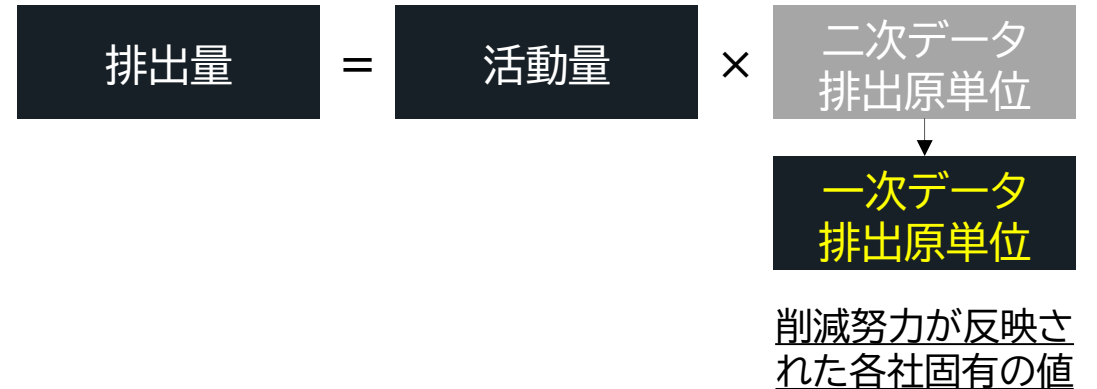 排出量 = 活動量 × 二次データ
排出原単位
一次データ
排出原単位
削減努力が反映さ
れた各社固有の値